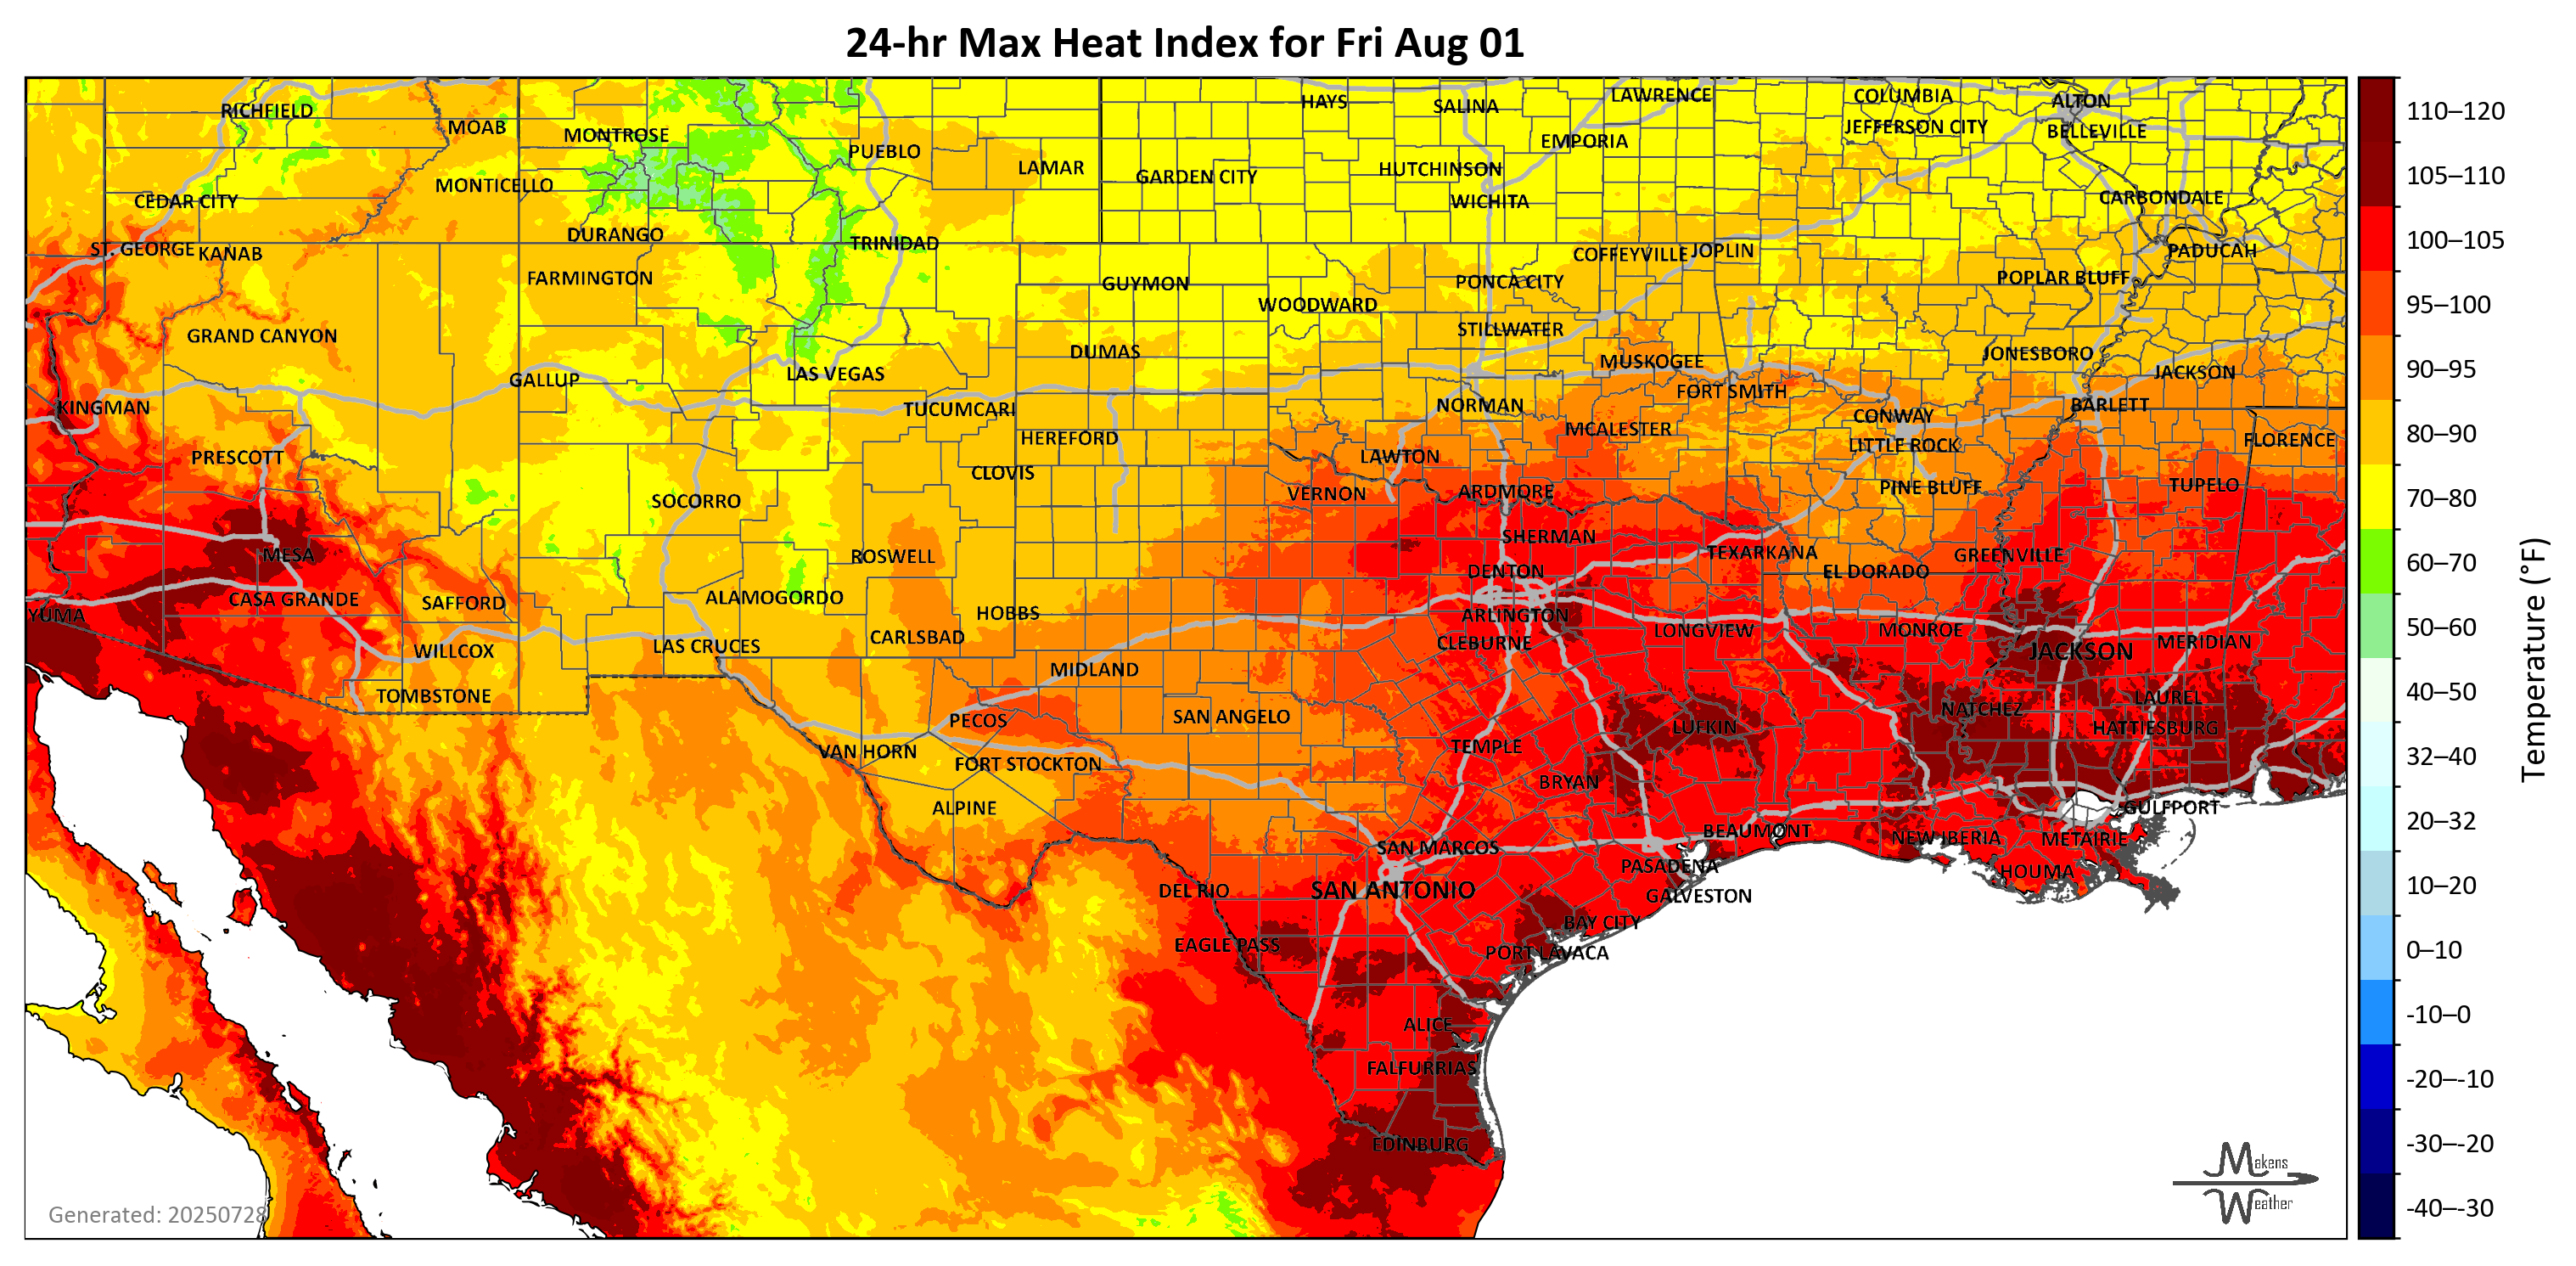 24-hr Max Heat Index for Fri Aug 01
RICHFIELD
MOAB
MONTROSE
PUEBLO
LAMAR
HAYS
SALINA
LAWRENCE
COLUMBIA
ALTON
JEFFERSON CITY
BELLEVILLE
EMPORIA
GARDEN CITY
HUTCHINSON
WICHITA
CARBONDALE
MONTICELLO
CEDAR CITY
DURANGO
TRINIDAD
ST. GEORGE
KANAB
FARMINGTON
GUYMON
WOODWARD
PONCA CITY
COFFEYVILLE
JOPLIN
POPLAR BLUFF
PADUCAH
GRAND CANYON
DUMAS
STILLWATER
MUSKOGEE
JONESBORO
JACKSON
GALLUP
LAS VEGAS
FORT SMITH
KINGMAN
TUCUMCARI
NORMAN
CONWAY
BARLETT
PRESCOTT
HEREFORD
MCALESTER
LITTLE ROCK
FLORENCE
CLOVIS
LAWTON
SOCORRO
VERNON
ARDMORE
PINE BLUFF
TUPELO
MESA
ROSWELL
SHERMAN
TEXARKANA
GREENVILLE
DENTON
EL DORADO
CASA GRANDE
SAFFORD
ALAMOGORDO
HOBBS
ARLINGTON
YUMA
CARLSBAD
CLEBURNE
LONGVIEW
MONROE
JACKSON
MERIDIAN
WILLCOX
LAS CRUCES
MIDLAND
TOMBSTONE
PECOS
SAN ANGELO
LUFKIN
NATCHEZ
LAUREL
HATTIESBURG
VAN HORN
FORT STOCKTON
TEMPLE
BRYAN
ALPINE
GULFPORT
BEAUMONT
NEW IBERIA
METAIRIE
SAN MARCOS
PASADENA
HOUMA
DEL RIO
SAN ANTONIO
GALVESTON
BAY CITY
EAGLE PASS
PORT LAVACA
ALICE
FALFURRIAS
EDINBURG
Generated: 20250728
Makens
Weather
110–120
105–110
100–105
95–100
90–95
80–90
70–80
60–70
50–60
40–50
32–40
20–32
10–20
0–10
-10–0
-20–-10
-30–-20
-40–-30
Temperature (°F)